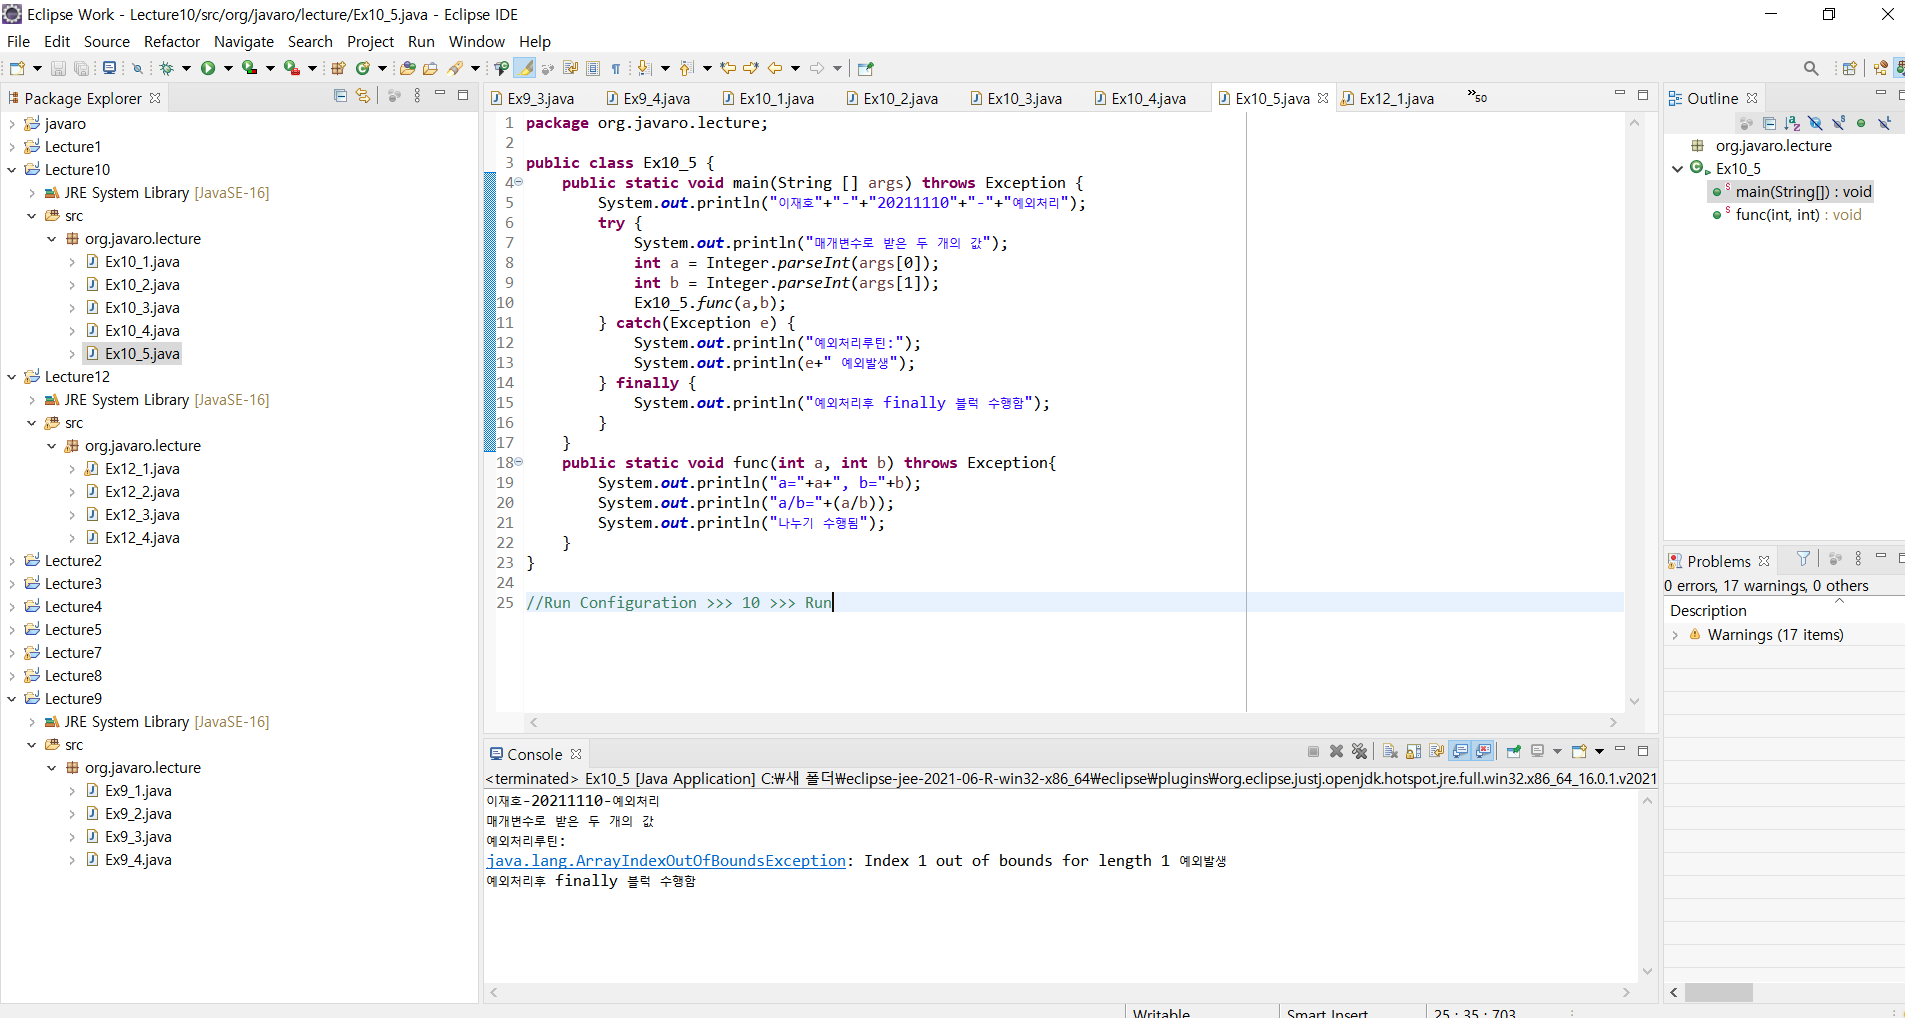 Eclipse Work - Lecture10/src/org/javaro/lecture/Ex10_5.java - Eclipse IDE
File Edit Source Refactor Navigate Search Project Run Window Help
Package Explorer
javaro
Lecture1
Lecture10
JRE System Library [JavaSE-16]
src
org.javaro.lecture
Ex10_1.java
Ex10_2.java
Ex10_3.java
Ex10_4.java
Ex10_5.java
Lecture12
JRE System Library [JavaSE-16]
src
org.javaro.lecture
Ex12_1.java
Ex12_2.java
Ex12_3.java
Ex12_4.java
Lecture2
Lecture3
Lecture4
Lecture5
Lecture7
Lecture8
Lecture9
JRE System Library [JavaSE-16]
src
org.javaro.lecture
Ex9_1.java
Ex9_2.java
Ex9_3.java
Ex9_4.java
Ex9_3.java Ex9_4.java Ex10_1.java Ex10_2.java Ex10_3.java Ex10_4.java Ex10_5.java Ex12_1.java »50
1 package org.javaro.lecture;
2
3 public class Ex10_5 {
4 public static void main(String [] args) throws Exception {
5 System.out.println("이재호"+"-"+"20211110"+"-"+"예외처리");
6 try {
7 System.out.println("매개변수로 받은 두 개의 값");
8 int a = Integer.parseInt(args[0]);
9 int b = Integer.parseInt(args[1]);
10 Ex10_5.func(a,b);
11 } catch(Exception e) {
12 System.out.println("예외처리루틴:");
13 System.out.println(e+" 예외발생");
14 } finally {
15 System.out.println("예외처리후 finally 블럭 수행함");
16 }
17 }
18 public static void func(int a, int b) throws Exception{
19 System.out.println("a="+a+", b="+b);
20 System.out.println("a/b="+(a/b));
21 System.out.println("나누기 수행됨");
22 }
23 }
24
25 //Run Configuration >>> 10 >>> Run
Console
<terminated> Ex10_5 [Java Application] C:₩새 폴더₩eclipse-jee-2021-06-R-win32-x86_64₩eclipse₩plugins₩org.eclipse.justj.openjdk.hotspot.jre.full.win32.x86_64_16.0.1.v2021
이재호-20211110-예외처리
매개변수로 받은 두 개의 값
예외처리루틴:
java.lang.ArrayIndexOutOfBoundsException: Index 1 out of bounds for length 1 예외발생
예외처리후 finally 블럭 수행함
Outline
org.javaro.lecture
Ex10_5
main(String[]) : void
func(int, int) : void
Problems
0 errors, 17 warnings, 0 others
Description
Warnings (17 items)
Writable Smart Insert 25 : 35 : 703